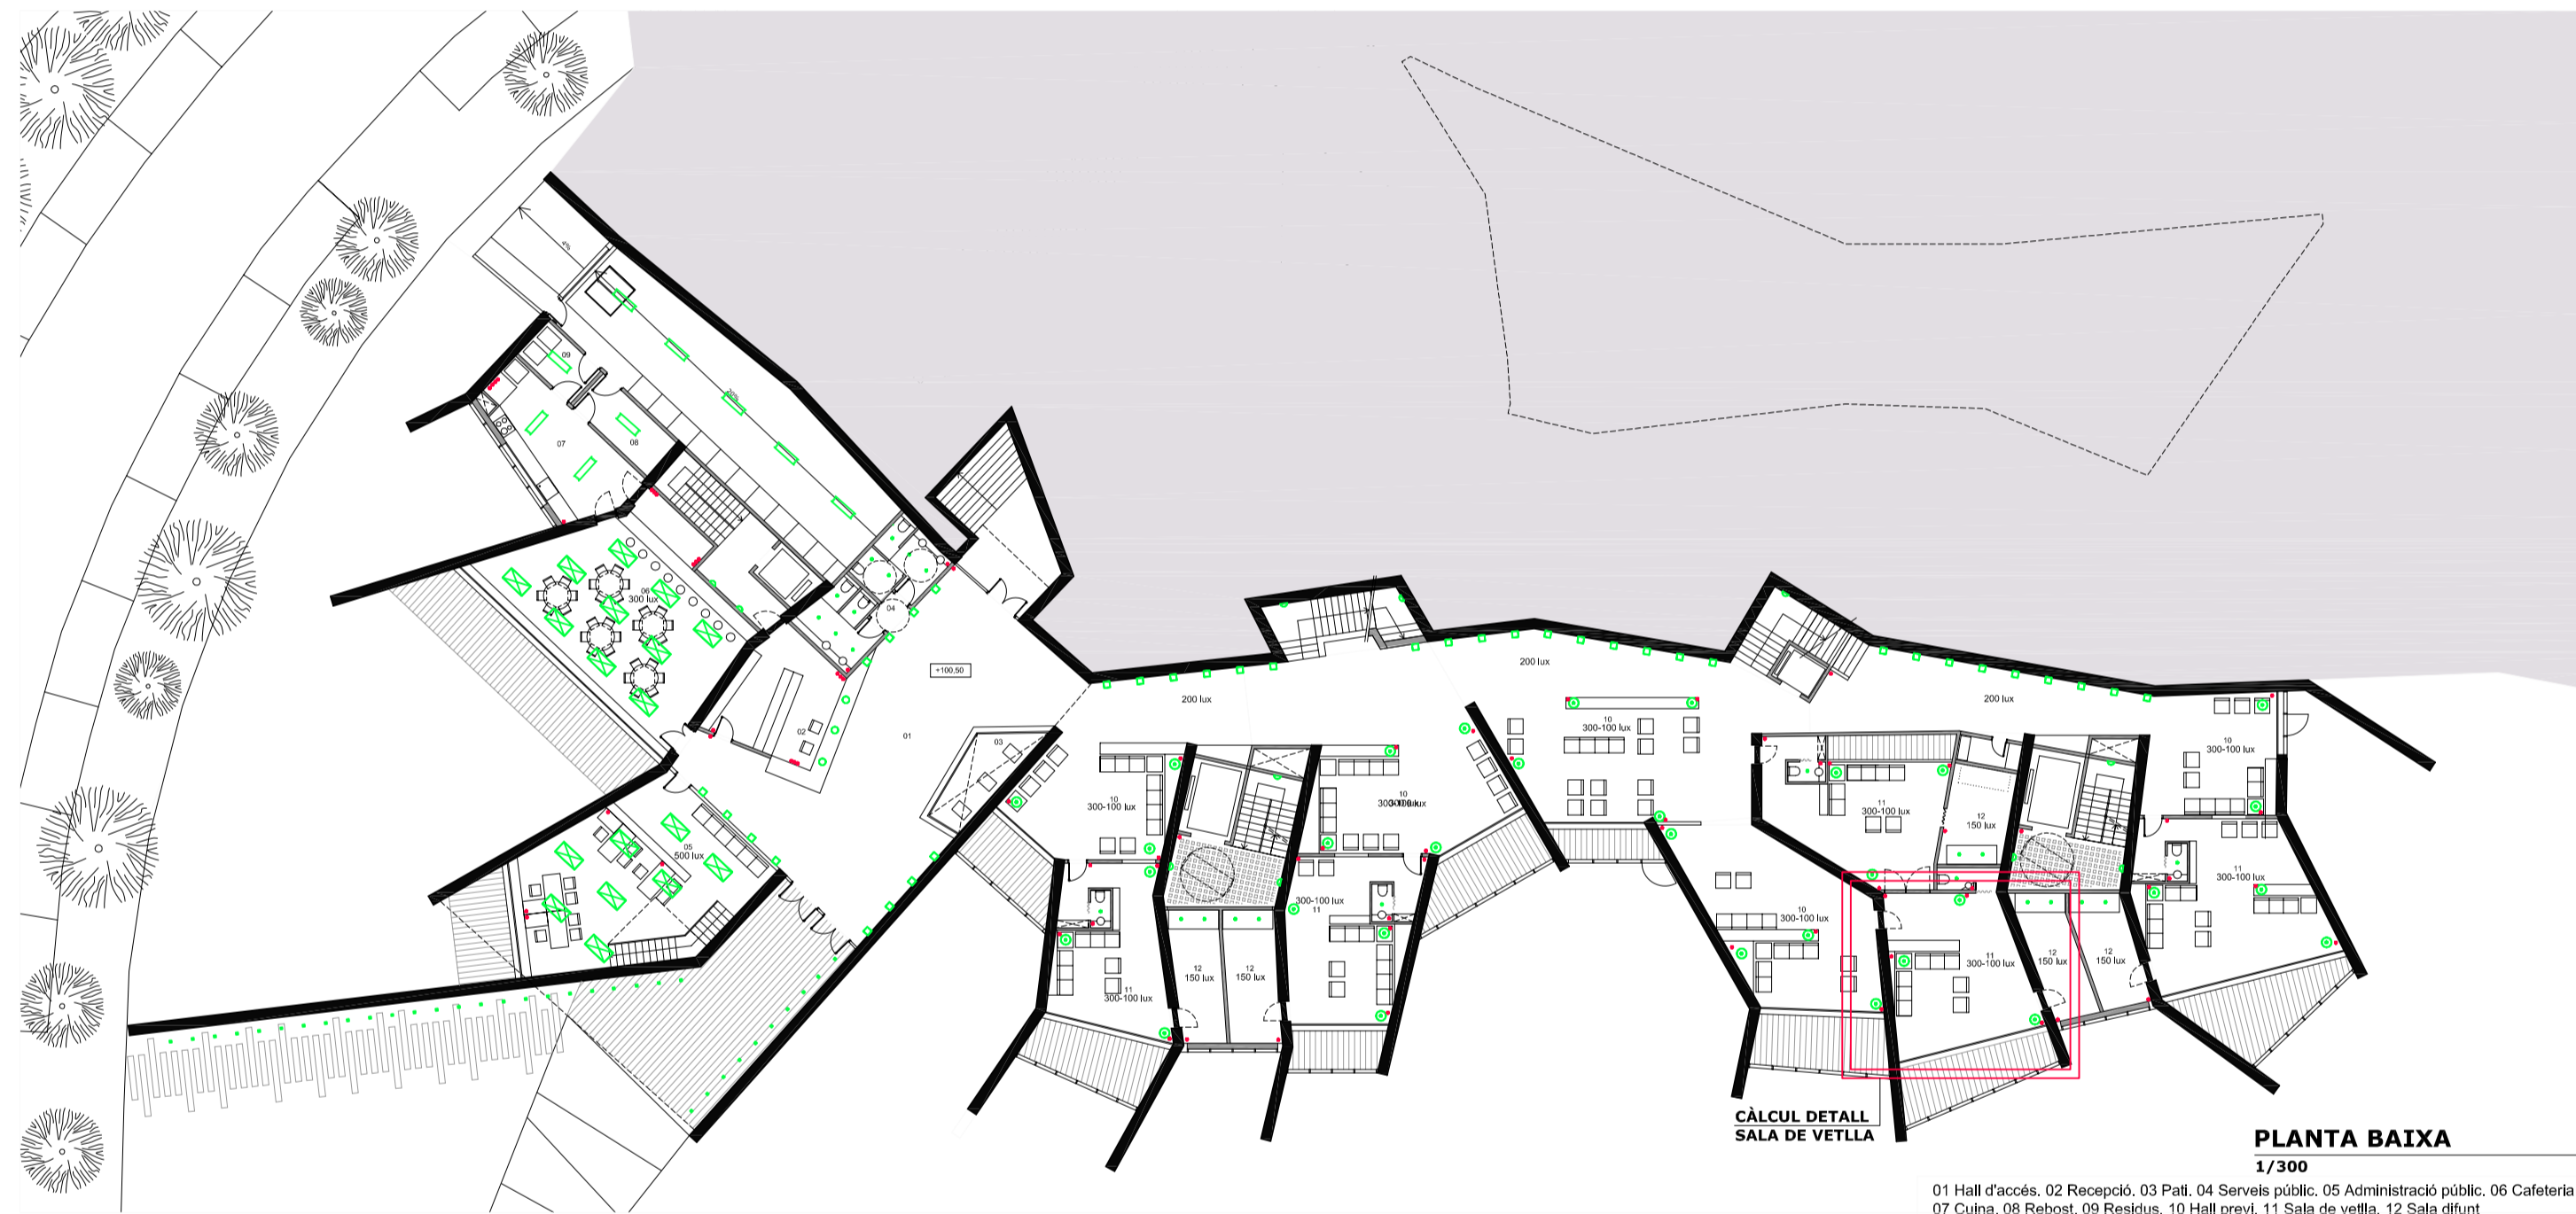 4%
20%
09
07
08
06
300 lux
04
+100,50
200 lux
200 lux
200 lux
02
01
03
10
300-100 lux
10
10
300-100 lux
10
300-100 lux
05
500 lux
11
300-100 lux
12
150 lux
11
300-100 lux
300-100 lux
11
10
300-100 lux
12
150 lux
12
150 lux
11
300-100 lux
11
300-100 lux
12
150 lux
12
150 lux
CÀLCUL DETALL
SALA DE VETLLA
PLANTA BAIXA
1/300
01 Hall d'accés. 02 Recepció. 03 Pati. 04 Serveis públic. 05 Administració públic. 06 Cafeteria
07 Cuina. 08 Rebost. 09 Residus. 10 Hall previ. 11 Sala de vetlla. 12 Sala difunt